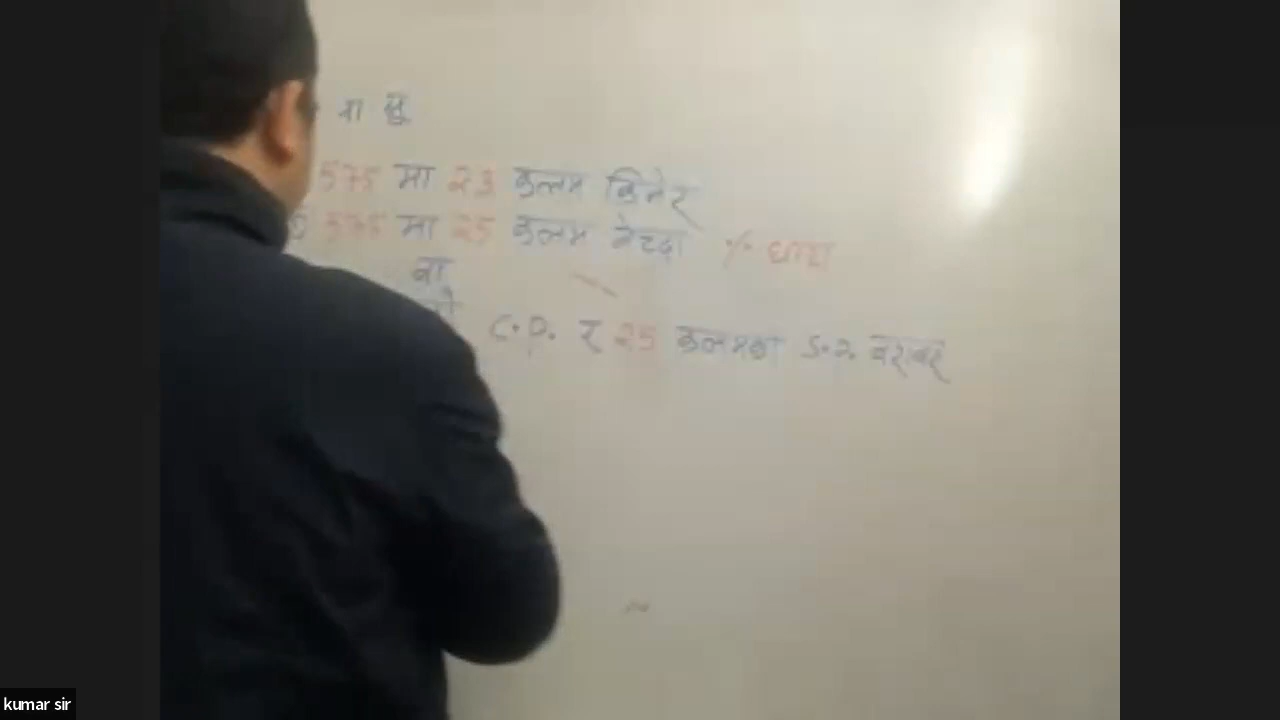 वा सू
575 मा 23 कलम किनेर
575 मा 25 कलम बेच्दा % घाटा
वा
C.P. र 25 कलमको S.P. बराबर
kumar sir